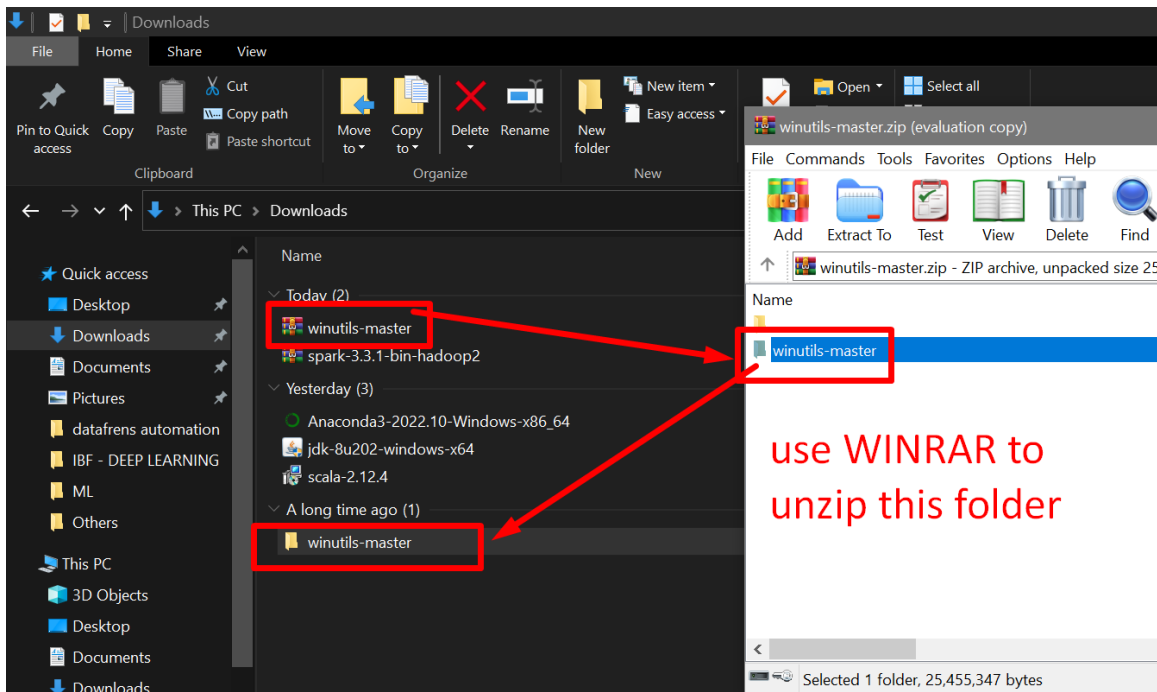 Downloads
File Home Share View
Pin to Quick access
Copy
Paste
Cut
Copy path
Paste shortcut
Clipboard
Move to
Copy to
Delete
Rename
Organize
New folder
New item
Easy access
New
Open
Select all
This PC > Downloads
Quick access
Desktop
Downloads
Documents
Pictures
datafrens automation
IBF - DEEP LEARNING
ML
Others
This PC
3D Objects
Desktop
Documents
Downloads
Name
Today (2)
winutils-master
spark-3.3.1-bin-hadoop2
Yesterday (3)
Anaconda3-2022.10-Windows-x86_64
jdk-8u202-windows-x64
scala-2.12.4
A long time ago (1)
winutils-master
winutils-master.zip (evaluation copy)
File Commands Tools Favorites Options Help
Add Extract To Test View Delete Find
winutils-master.zip - ZIP archive, unpacked size 25
Name
winutils-master
use WINRAR to
unzip this folder
Selected 1 folder, 25,455,347 bytes